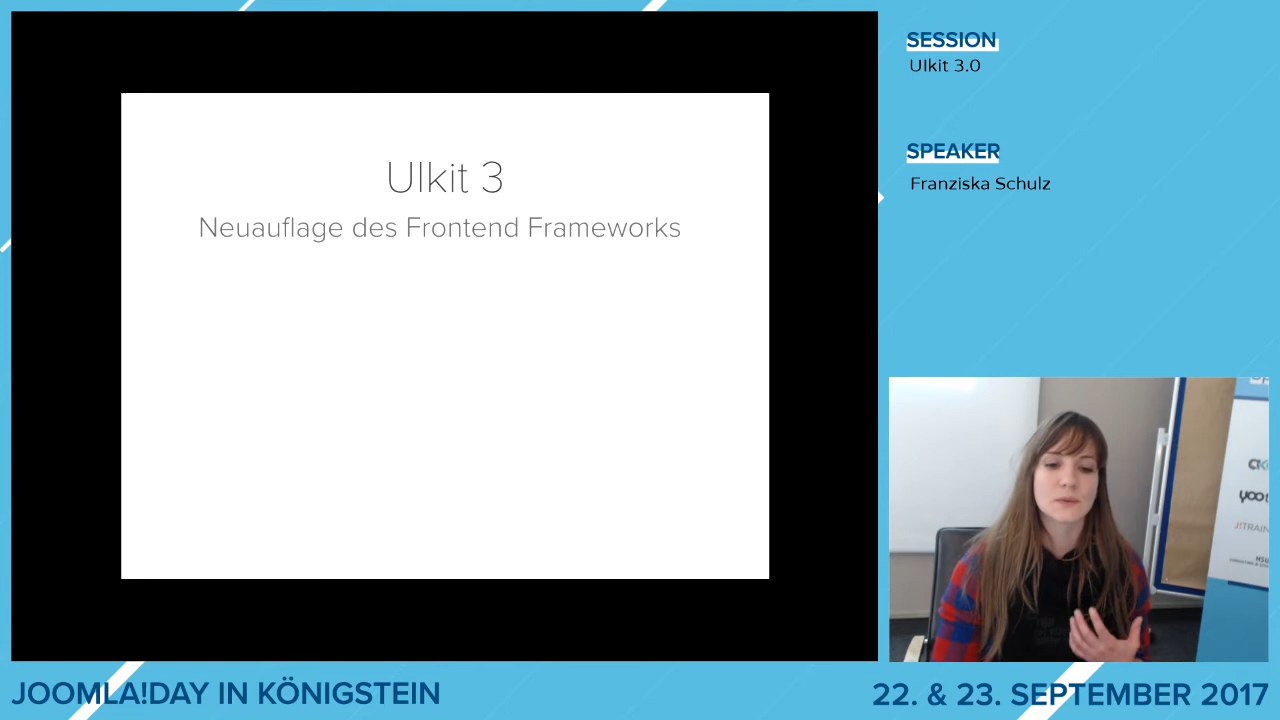 SESSION
UIkit 3.0
SPEAKER
Franziska Schulz
UIkit 3
Neuauflage des Frontend Frameworks
JOOMLA!DAY IN KÖNIGSTEIN
22. & 23. SEPTEMBER 2017